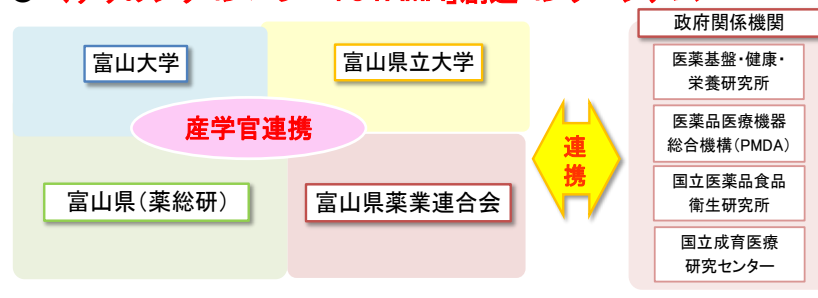 富山大学
富山県立大学
産学官連携
富山県(薬総研)
富山県薬業連合会
連
携
政府関係機関
医薬基盤・健康・
栄養研究所
医薬品医療機器
総合機構(PMDA)
国立医薬品食品
衛生研究所
国立成育医療
研究センター